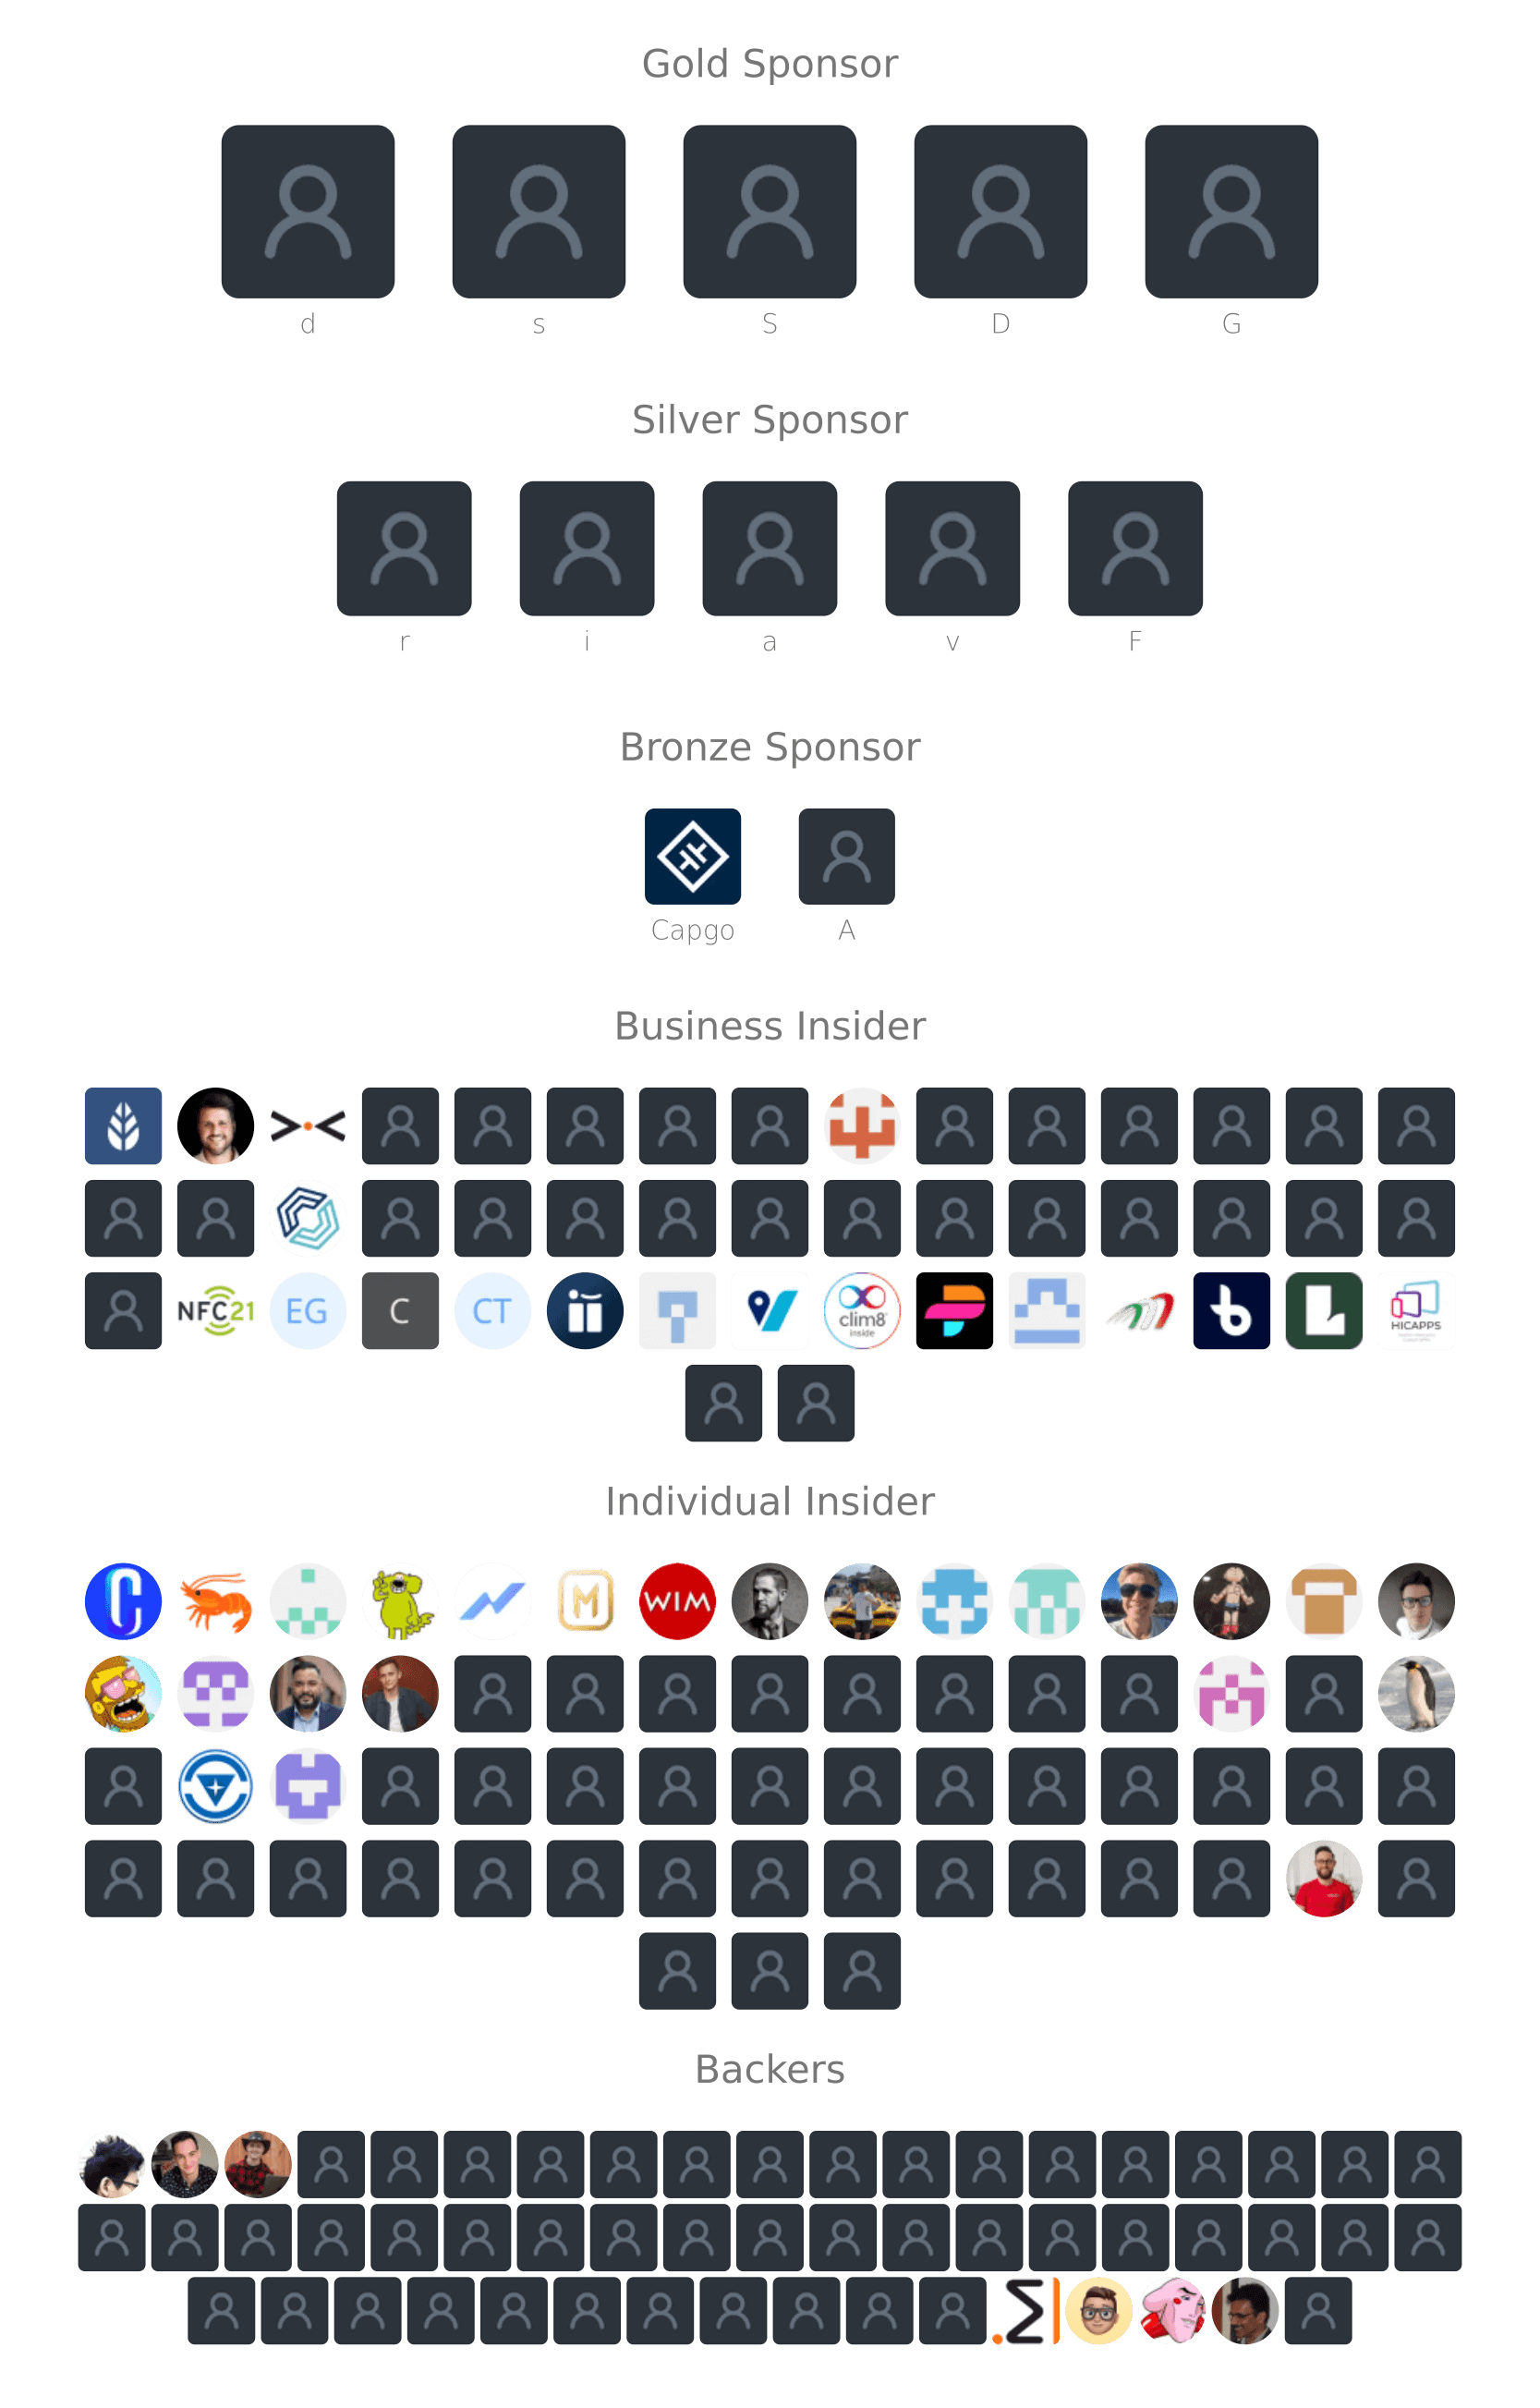 Gold Sponsor
d s S D G
Silver Sponsor
r i a v F
Bronze Sponsor
Capgo A
Business Insider
NFC21 EG C CT clim8 HICAPPS
inside
Individual Insider
M WIM
Backers